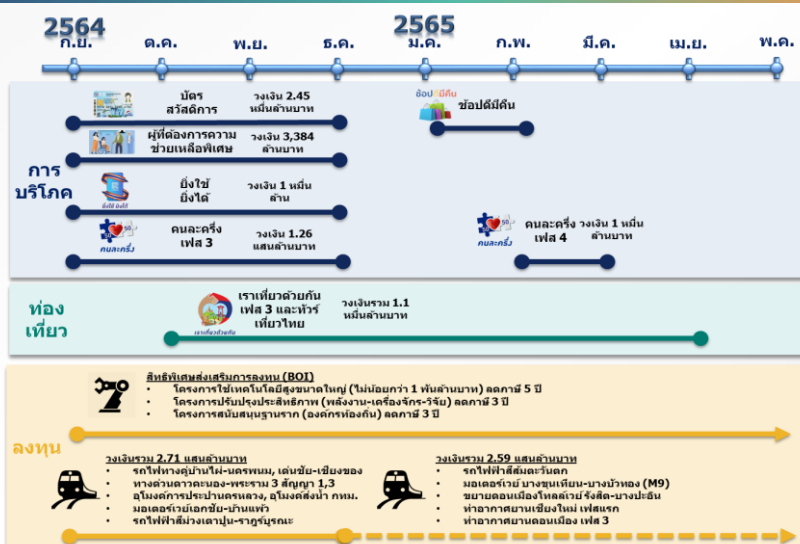 2564
2565
ก.ย. ต.ค. พ.ย. ธ.ค. ม.ค. ก.พ. มี.ค. เม.ย. พ.ค.
การ
บริโภค
บัตร
สวัสดิการ
วงเงิน 2.45
หมื่นล้านบาท
ผู้ที่ต้องการความ
ช่วยเหลือพิเศษ
วงเงิน 3,384
ล้านบาท
ยิ่งใช้ ยิ่งได้
ยิ่งใช้
ยิ่งได้
วงเงิน 1 หมื่น
ล้าน
คนละครึ่ง
คนละครึ่ง
เฟส 3
วงเงิน 1.26
แสนล้านบาท
ช้อปดีมีคืน
ช้อปดีมีคืน
คนละครึ่ง
คนละครึ่ง
เฟส 4
วงเงิน 1 หมื่น
ล้านบาท
ท่อง
เที่ยว
เราเที่ยวด้วยกัน
เราเที่ยวด้วยกัน
เฟส 3 และทัวร์
เที่ยวไทย
วงเงินรวม 1.1
หมื่นล้านบาท
ลงทุน
สิทธิพิเศษส่งเสริมการลงทุน (BOI)
• โครงการใช้เทคโนโลยีสูงขนาดใหญ่ (ไม่น้อยกว่า 1 พันล้านบาท) ลดภาษี 5 ปี
• โครงการปรับปรุงประสิทธิภาพ (พลังงาน-เครื่องจักร-วิจัย) ลดภาษี 3 ปี
• โครงการสนับสนุนฐานราก (องค์กรท้องถิ่น) ลดภาษี 3 ปี
วงเงินรวม 2.71 แสนล้านบาท
• รถไฟทางคู่บ้านไผ่-นครพนม, เด่นชัย-เชียงของ
• ทางด่วนดาวคะนอง-พระราม 3 สัญญา 1,3
• อุโมงค์การประปานครหลวง, อุโมงค์ส่งน้ำ กทม.
• มอเตอร์เวย์เอกชัย-บ้านแพ้ว
• รถไฟฟ้าสีม่วงเตาปูน-ราฎร์บูรณะ
วงเงินรวม 2.59 แสนล้านบาท
• รถไฟฟ้าสีส้มตะวันตก
• มอเตอร์เวย์ บางขุนเทียน-บางบัวทอง (M9)
• ขยายดอนเมืองโทลล์เวย์ รังสิต-บางปะอิน
• ท่าอากาศยานเชียงใหม่ เฟสแรก
• ท่าอากาศยานดอนเมือง เฟส 3